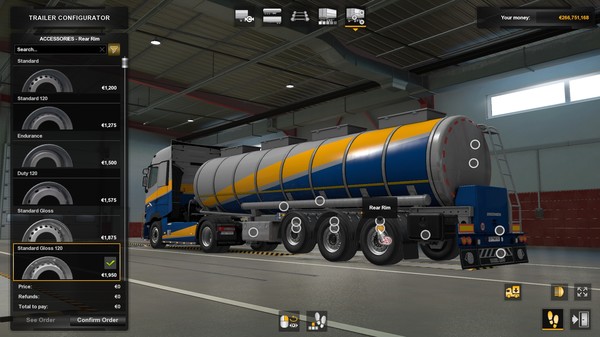 TRAILER CONFIGURATOR
Your money: €266,751,168
ACCESSORIES - Rear Rim
Search...
Standard
€1,200
Standard 120
€1,275
Endurance
€1,500
Duty 120
€1,575
Standard Gloss
€1,875
Standard Gloss 120
€1,950
Price: €0
Refunds: €0
Total to pay: €0
See Order
Confirm Order
Rear Rim